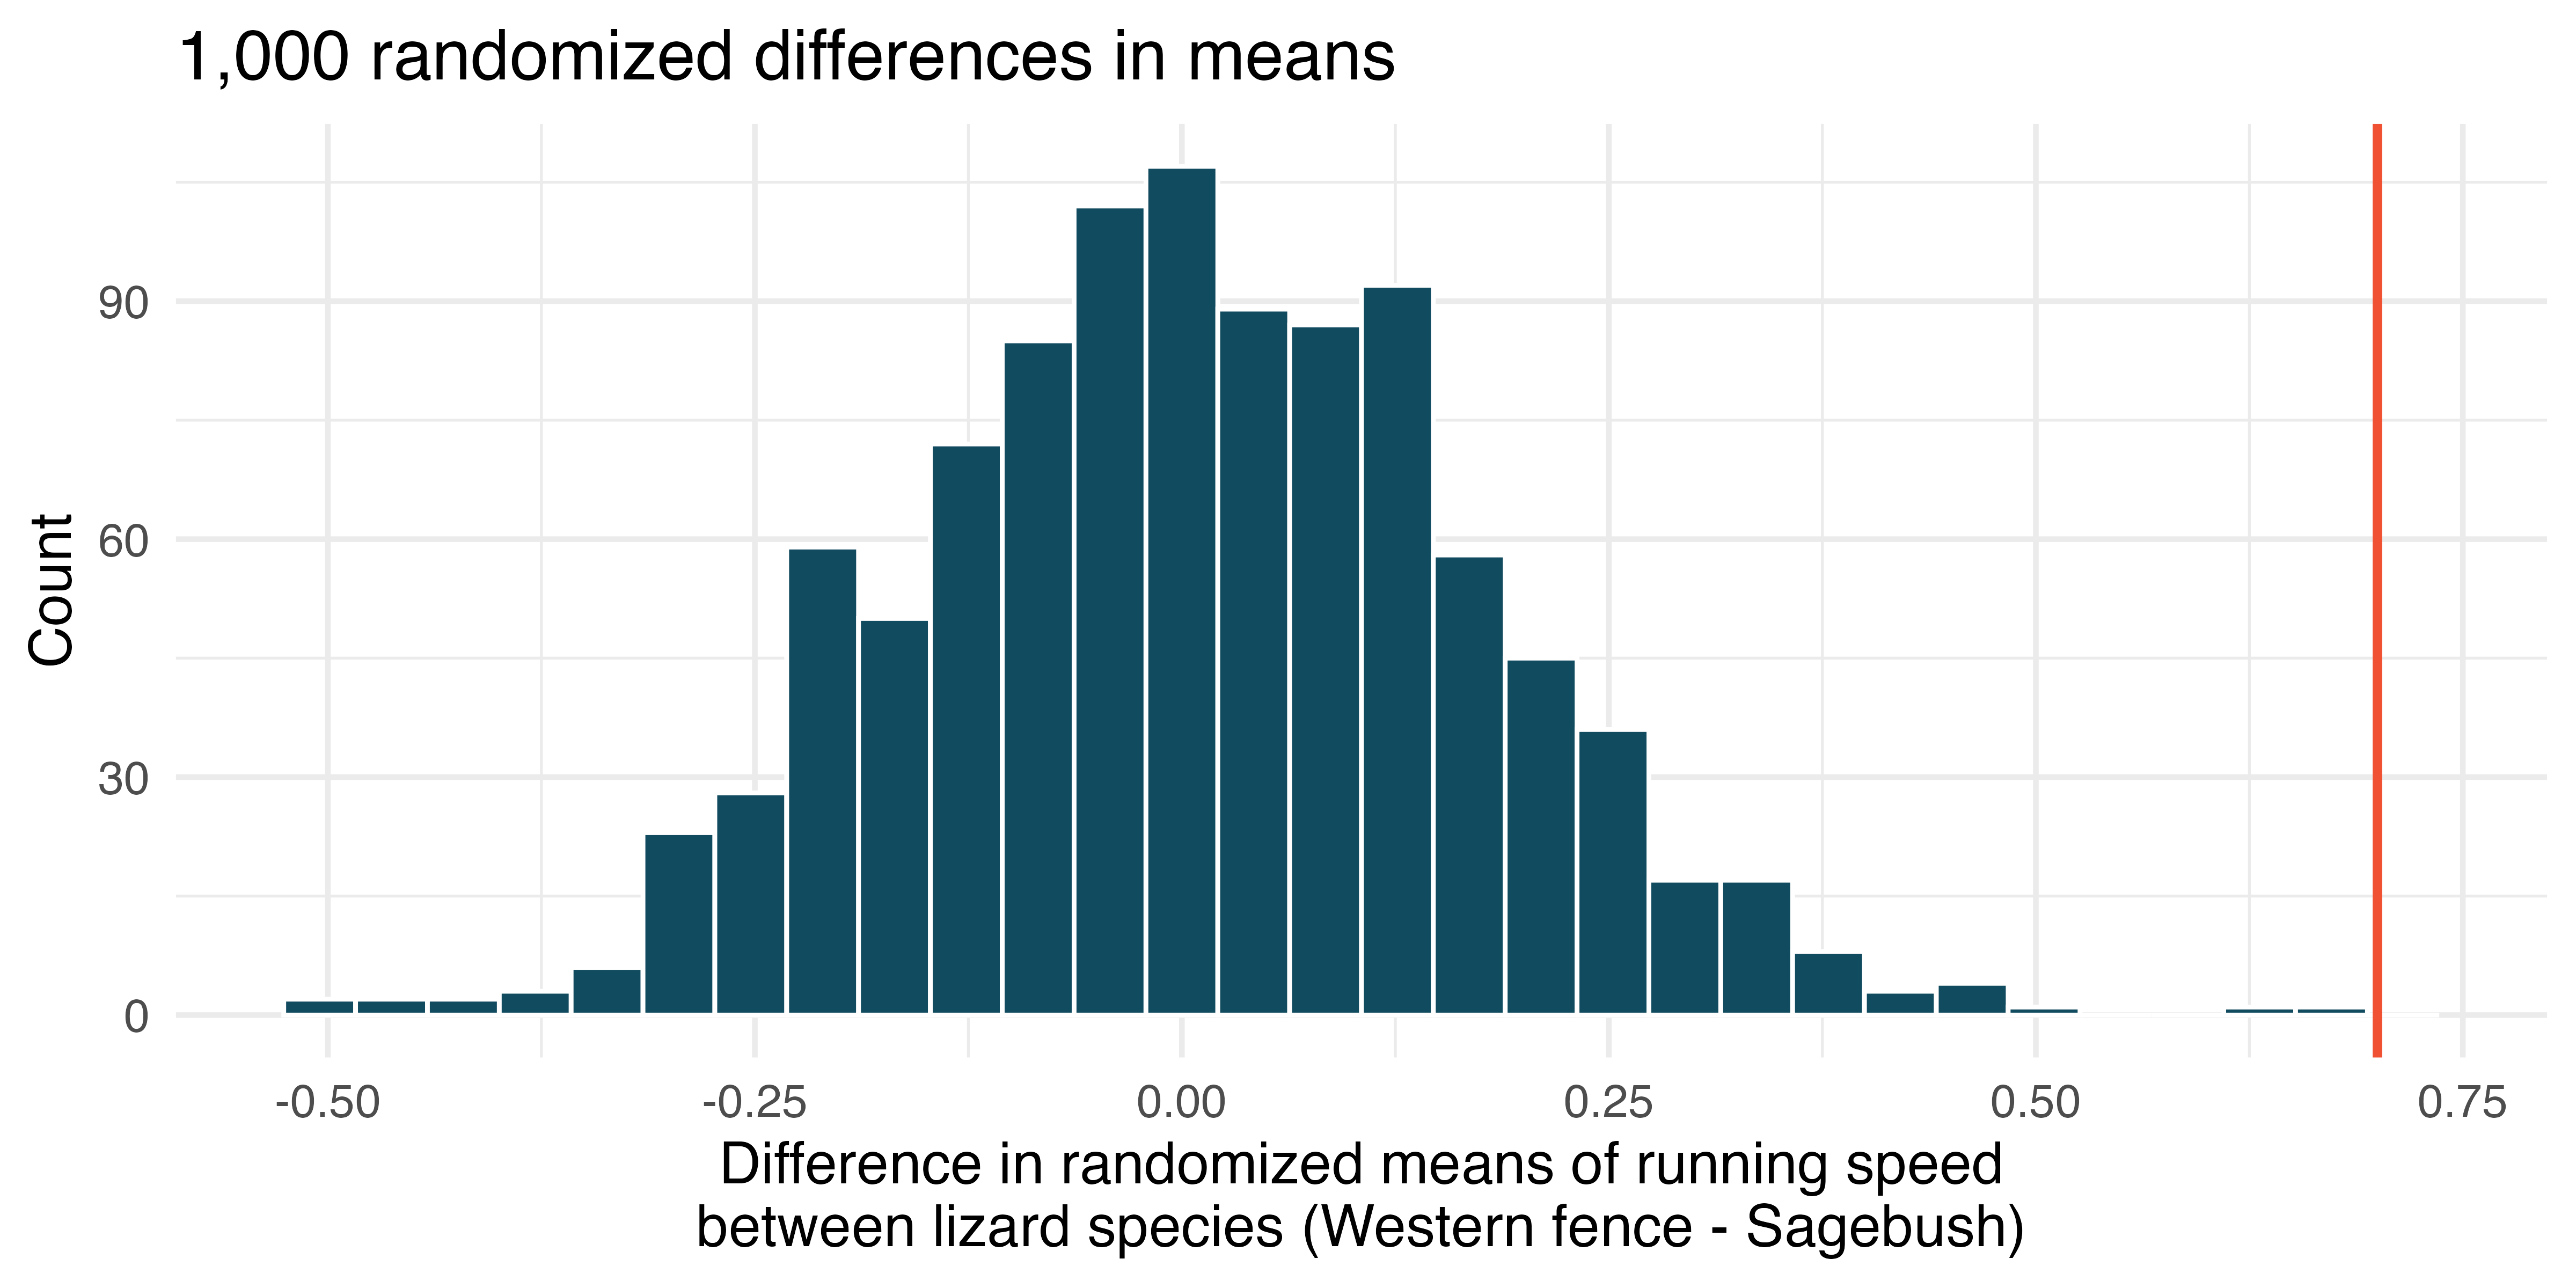 1,000 randomized differences in means
Count
90
60
30
0
-0.50 -0.25 0.00 0.25 0.50 0.75
Difference in randomized means of running speed
between lizard species (Western fence - Sagebush)